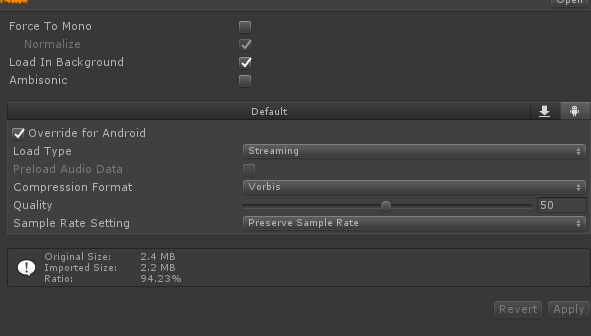 Open
Force To Mono
Normalize
Load In Background
Ambisonic
Default
Override for Android
Load Type Streaming
Preload Audio Data
Compression Format Vorbis
Quality 50
Sample Rate Setting Preserve Sample Rate
Original Size: 2.4 MB
Imported Size: 2.2 MB
Ratio: 94.23%
Revert Apply